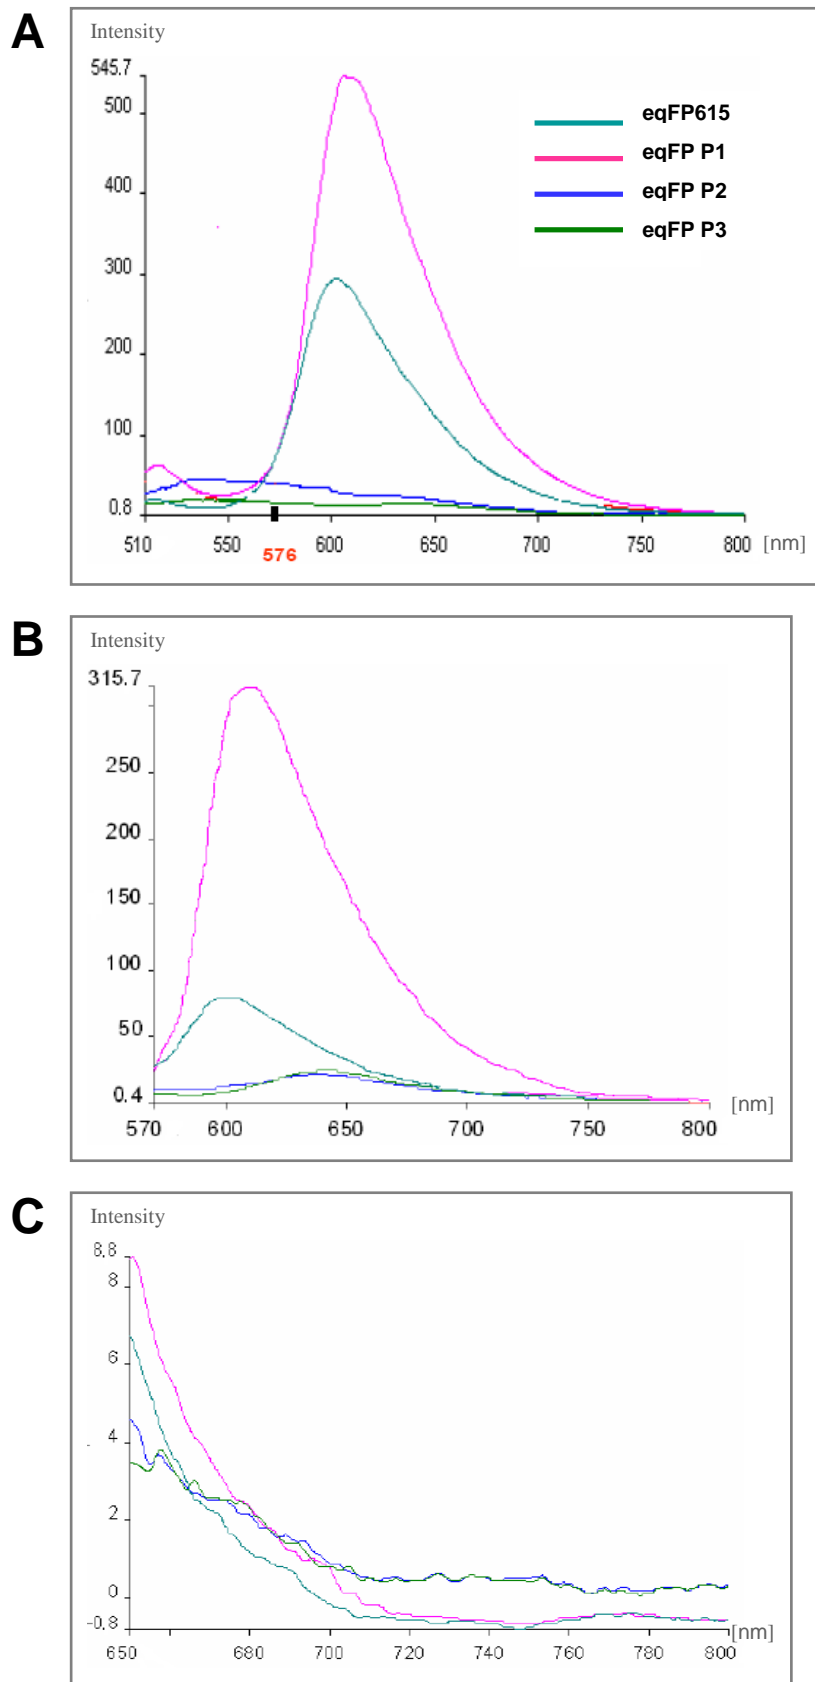 A
Intensity
545.7
500
400
300
200
100
0.8
eqFP615
eqFP P1
eqFP P2
eqFP P3
510 550 600 650 700 750 800 [nm]
576
B
Intensity
315.7
250
200
150
100
50
0.4
570 600 650 700 750 800 [nm]
C
Intensity
8.8
8
6
4
2
0
-0.8
650 680 700 720 740 760 780 800 [nm]